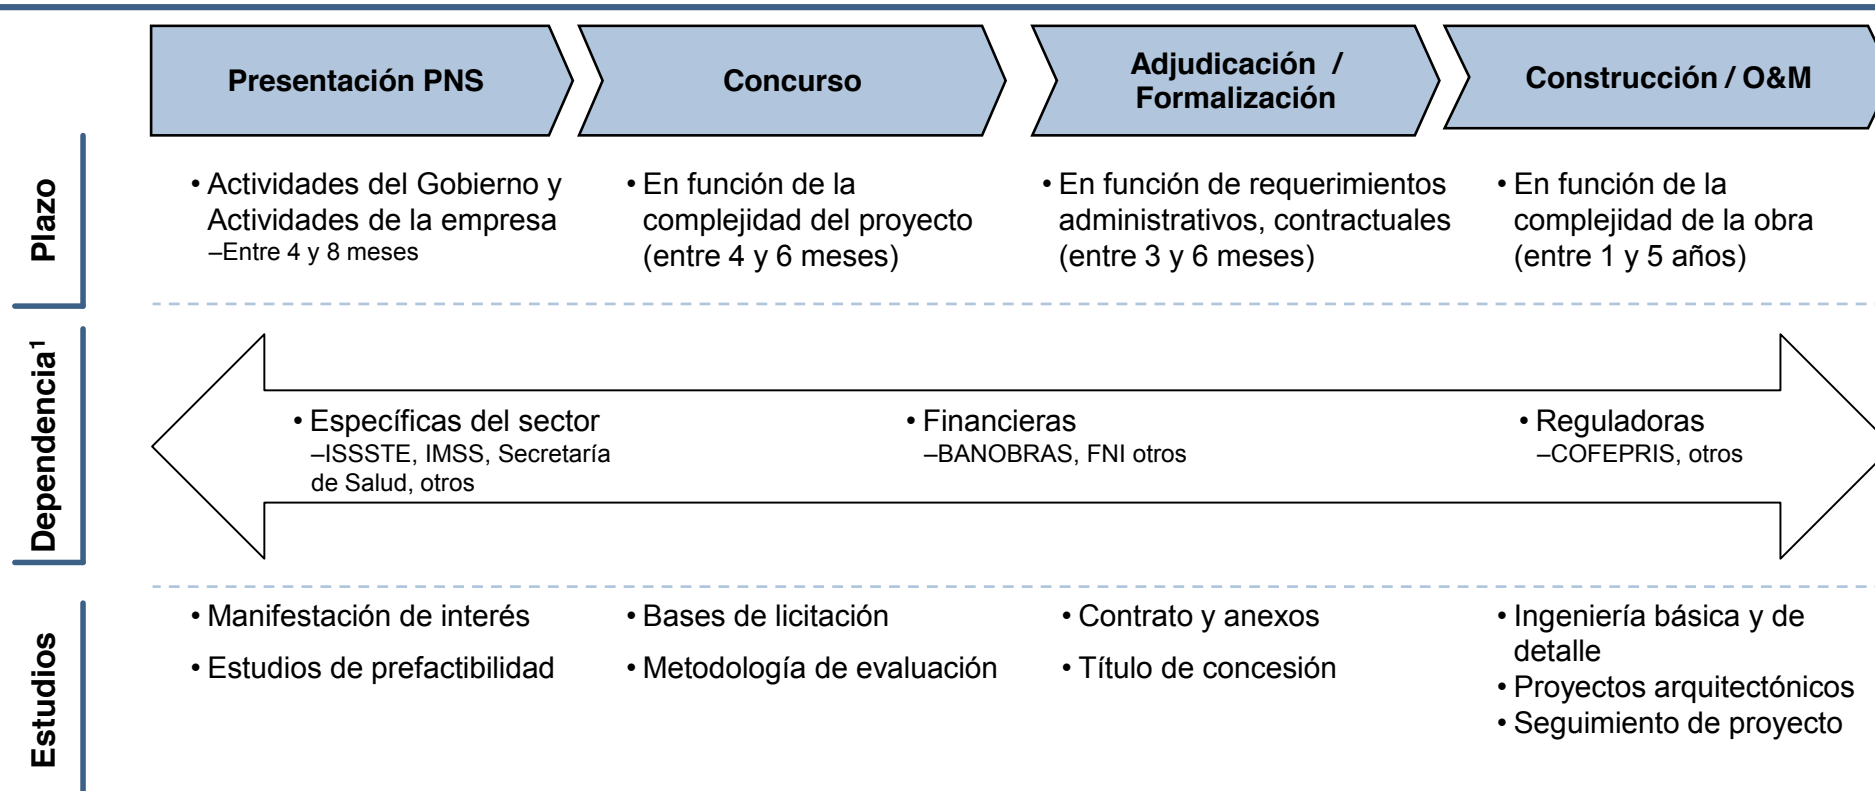 Presentación PNS
Concurso
Adjudicación /
Formalización
Construcción / O&M
Plazo
• Actividades del Gobierno y
Actividades de la empresa
–Entre 4 y 8 meses
• En función de la
complejidad del proyecto
(entre 4 y 6 meses)
• En función de requerimientos
administrativos, contractuales
(entre 3 y 6 meses)
• En función de la
complejidad de la obra
(entre 1 y 5 años)
Dependencia¹
• Específicas del sector
–ISSSTE, IMSS, Secretaría
de Salud, otros
• Financieras
–BANOBRAS, FNI otros
• Reguladoras
–COFEPRIS, otros
Estudios
• Manifestación de interés
• Estudios de prefactibilidad
• Bases de licitación
• Metodología de evaluación
• Contrato y anexos
• Título de concesión
• Ingeniería básica y de
detalle
• Proyectos arquitectónicos
• Seguimiento de proyecto